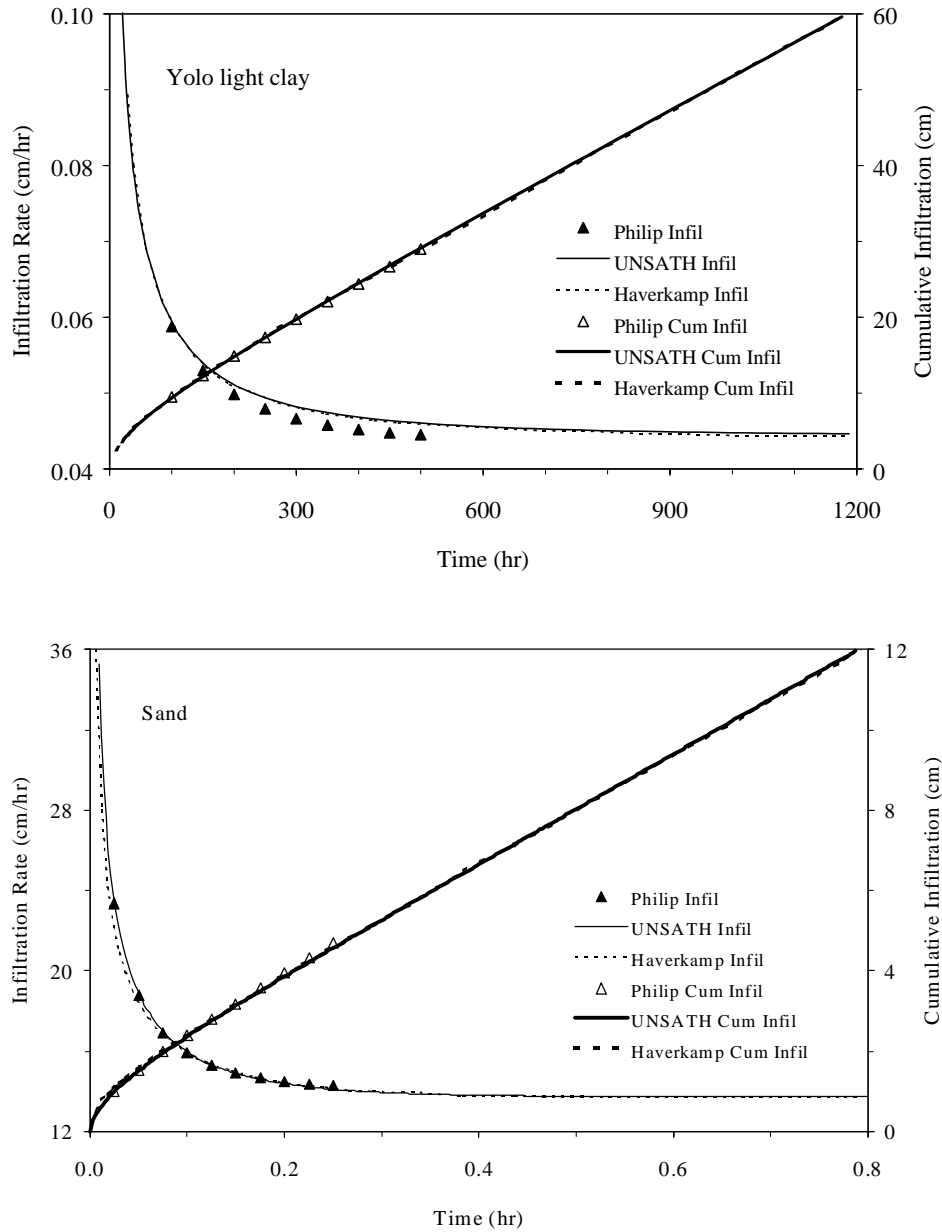 Yolo light clay
Infiltration Rate (cm/hr)
0.10
0.08
0.06
0.04
Cumulative Infiltration (cm)
60
40
20
0
Philip Infil
UNSATH Infil
Haverkamp Infil
Philip Cum Infil
UNSATH Cum Infil
Haverkamp Cum Infil
0 300 600 900 1200
Time (hr)
Sand
Infiltration Rate (cm/hr)
36
28
20
12
Cumulative Infiltration (cm)
12
8
4
0
Philip Infil
UNSATH Infil
Haverkamp Infil
Philip Cum Infil
UNSATH Cum Infil
Haverkamp Cum Infil
0.0 0.2 0.4 0.6 0.8
Time (hr)